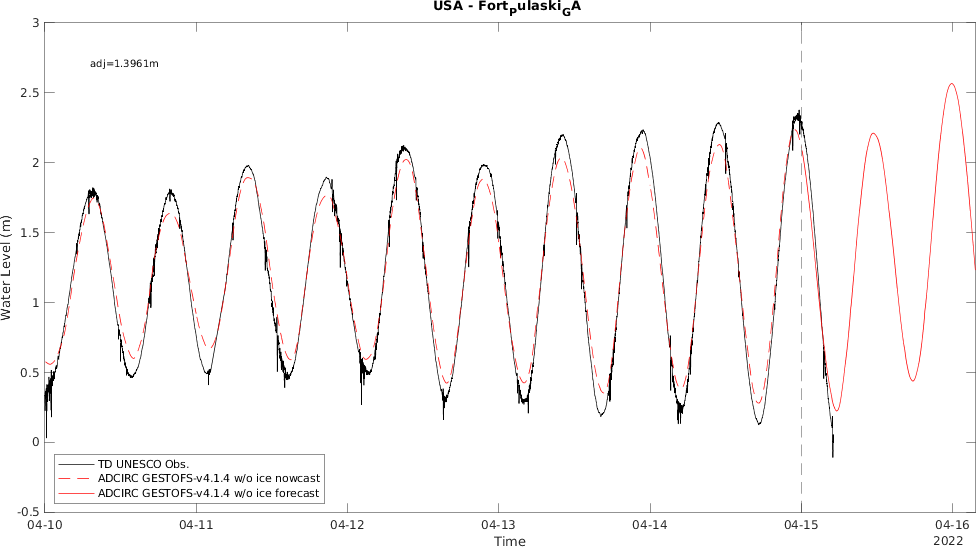 USA - FortPulaskiGA
3
adj=1.3961m
2.5
2
1.5
Water Level (m)
1
0.5
0
TD UNESCO Obs.
ADCIRC GESTOFS-v4.1.4 w/o ice nowcast
ADCIRC GESTOFS-v4.1.4 w/o ice forecast
-0.5
04-10 04-11 04-12 04-13 04-14 04-15 04-16
Time 2022